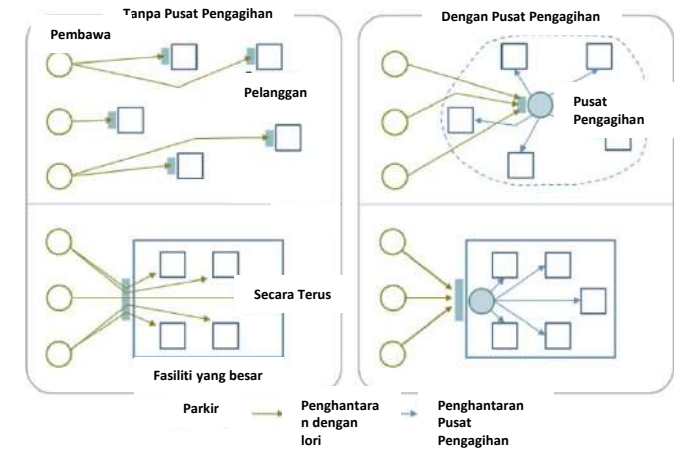 Tanpa Pusat Pengagihan
Pembawa
Pelanggan
Dengan Pusat Pengagihan
Pusat
Pengagihan
Secara Terus
Fasiliti yang besar
Parkir
Penghantara
n dengan
lori
Penghantaran
Pusat
Pengagihan